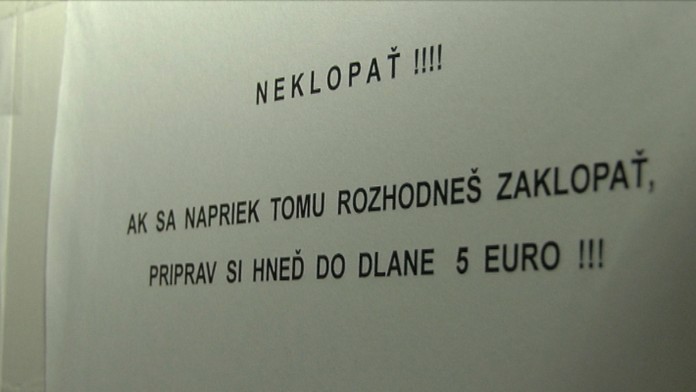 NEKLOPAŤ !!!!
AK SA NAPRIEK TOMU ROZHODNEŠ ZAKLOPAŤ,
PRIPRAV SI HNEĎ DO DLANE 5 EURO !!!